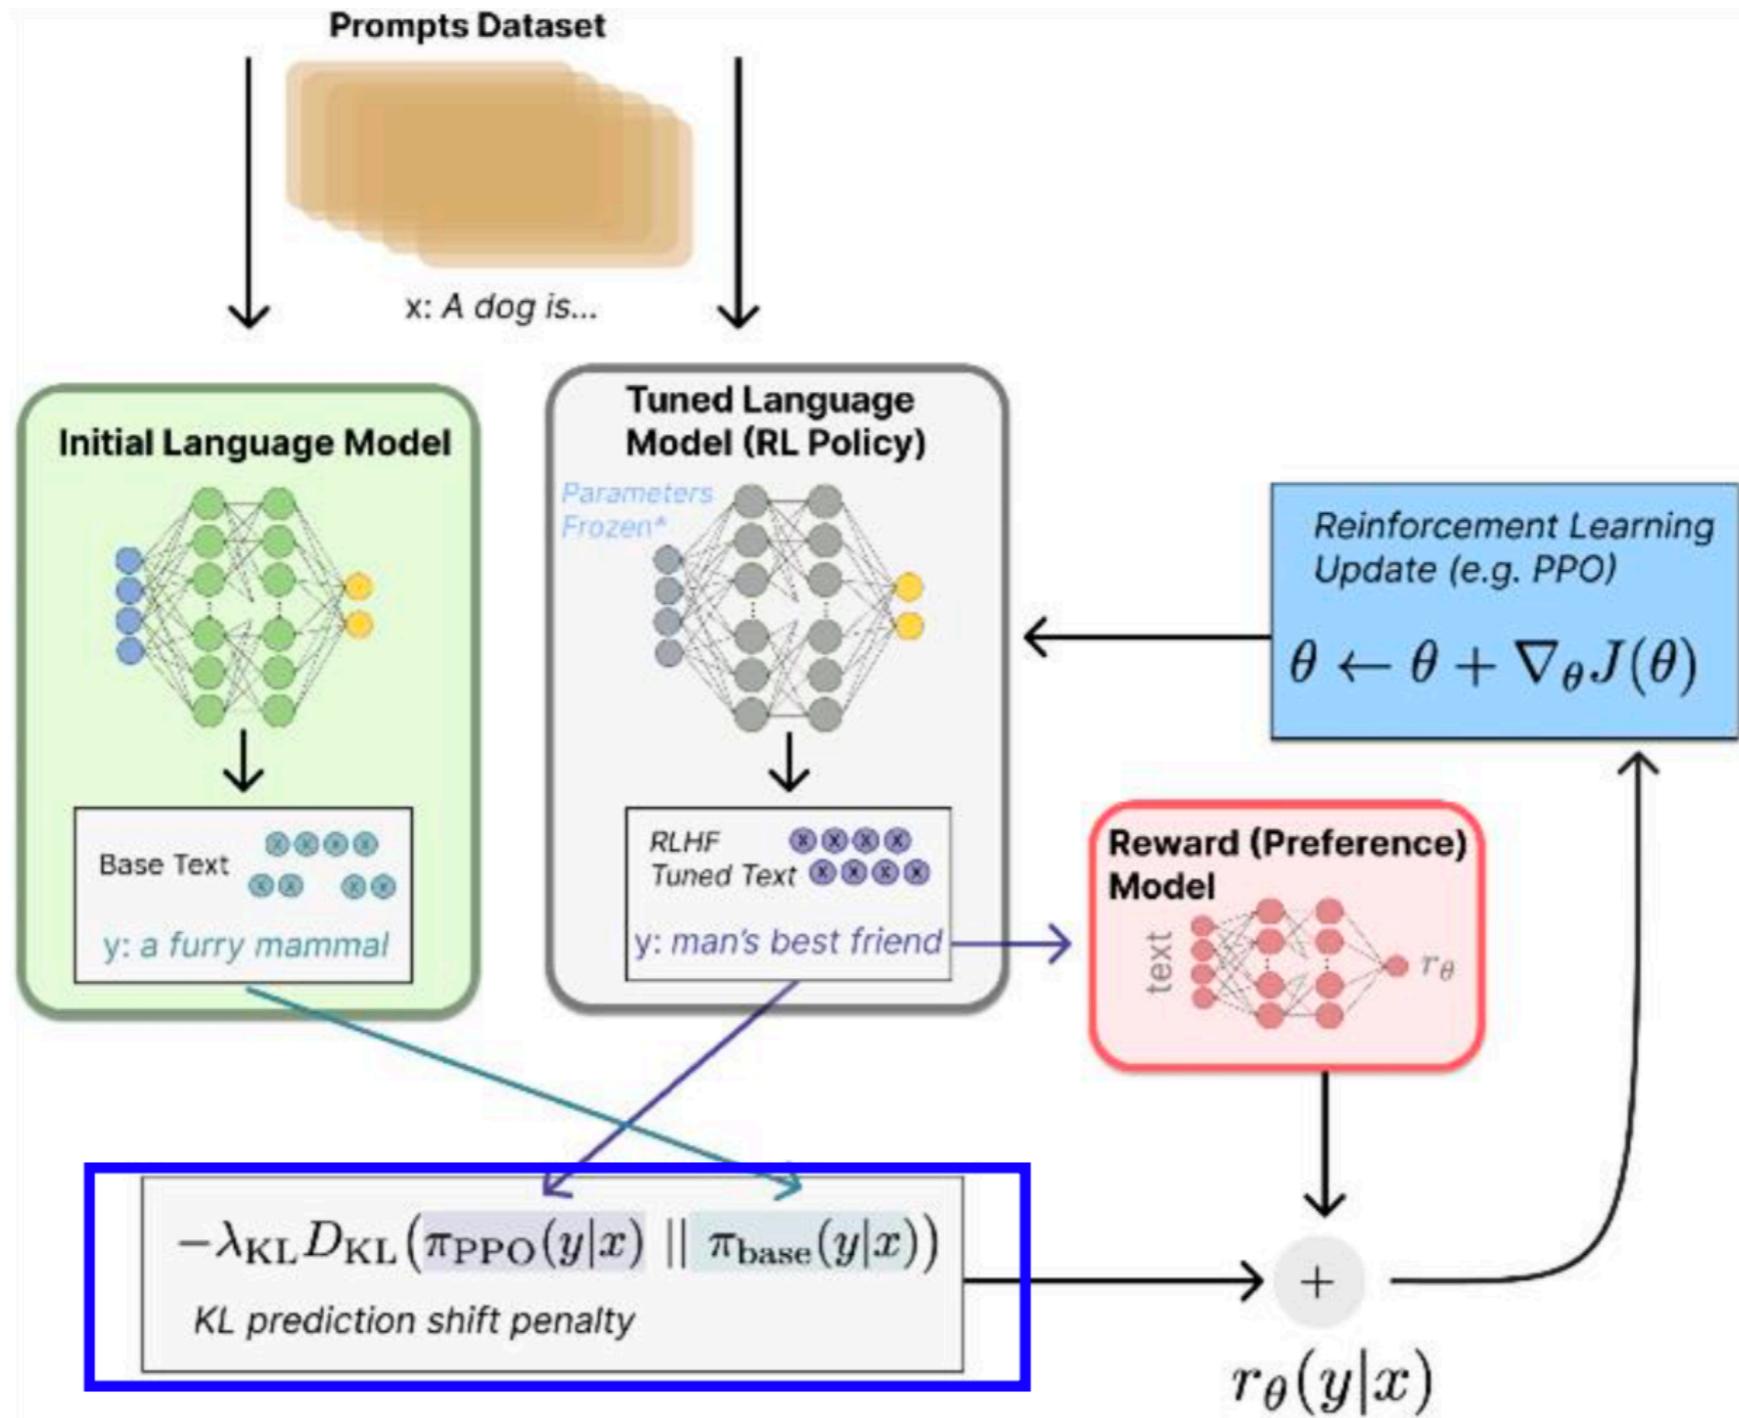 Prompts Dataset
x: A dog is...
Initial Language Model
Base Text
x x x x
x x x x
y: a furry mammal
Tuned Language
Model (RL Policy)
Parameters
Frozen*
RLHF
Tuned Text
x x x x
x x x x
y: man's best friend
Reinforcement Learning
Update (e.g. PPO)
θ ← θ + ∇θJ(θ)
Reward (Preference)
Model
text
rθ
−λKL DKL(πPPO(y|x) || πbase(y|x))
KL prediction shift penalty
+
rθ(y|x)